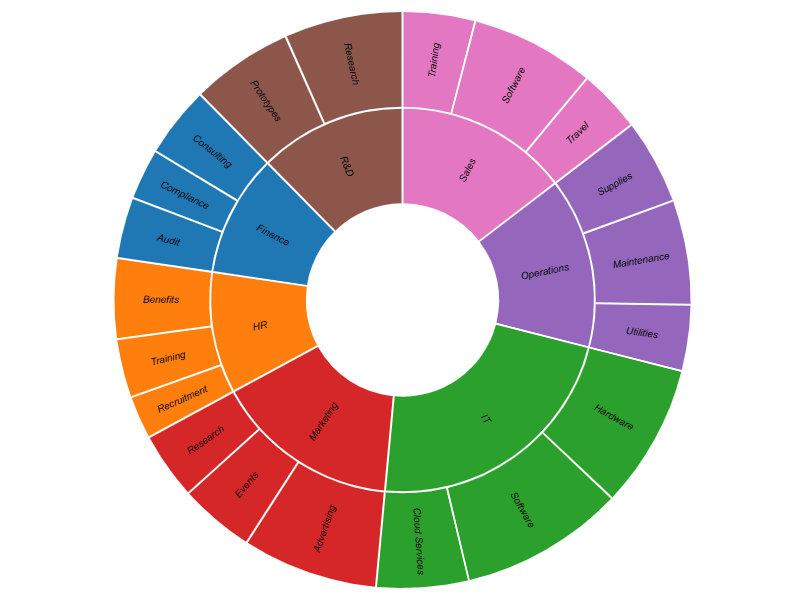 Training
Software
Travel
Sales
Supplies
Maintenance
Utilities
Operations
Hardware
Software
Cloud Services
IT
Advertising
Events
Research
Marketing
Recruitment
Training
Benefits
HR
Audit
Compliance
Consulting
Finance
Prototypes
Research
R&D